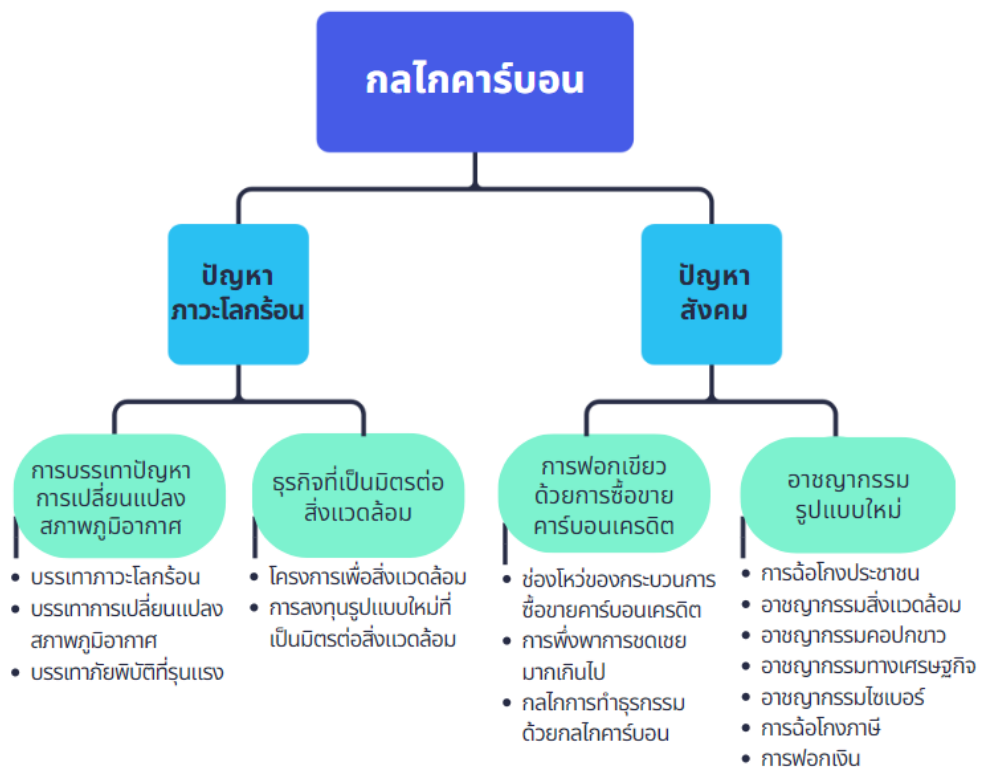 กลไกคาร์บอน
ปัญหา
ภาวะโลกร้อน
ปัญหา
สังคม
การบรรเทาปัญหา
การเปลี่ยนแปลง
สภาพภูมิอากาศ
• บรรเทาภาวะโลกร้อน
• บรรเทาการเปลี่ยนแปลง
สภาพภูมิอากาศ
• บรรเทาภัยพิบัติที่รุนแรง
ธุรกิจที่เป็นมิตรต่อ
สิ่งแวดล้อม
• โครงการเพื่อสิ่งแวดล้อม
• การลงทุนรูปแบบใหม่ที่
เป็นมิตรต่อสิ่งแวดล้อม
การฟอกเขียว
ด้วยการซื้อขาย
คาร์บอนเครดิต
• ช่องโหว่ของกระบวนการ
ซื้อขายคาร์บอนเครดิต
• การพึ่งพาการชดเชย
มากเกินไป
• กลไกการทำธุรกรรม
ด้วยกลไกคาร์บอน
อาชญากรรม
รูปแบบใหม่
• การฉ้อโกงประชาชน
• อาชญากรรมสิ่งแวดล้อม
• อาชญากรรมคอปกขาว
• อาชญากรรมทางเศรษฐกิจ
• อาชญากรรมไซเบอร์
• การฉ้อโกงภาษี
• การฟอกเงิน